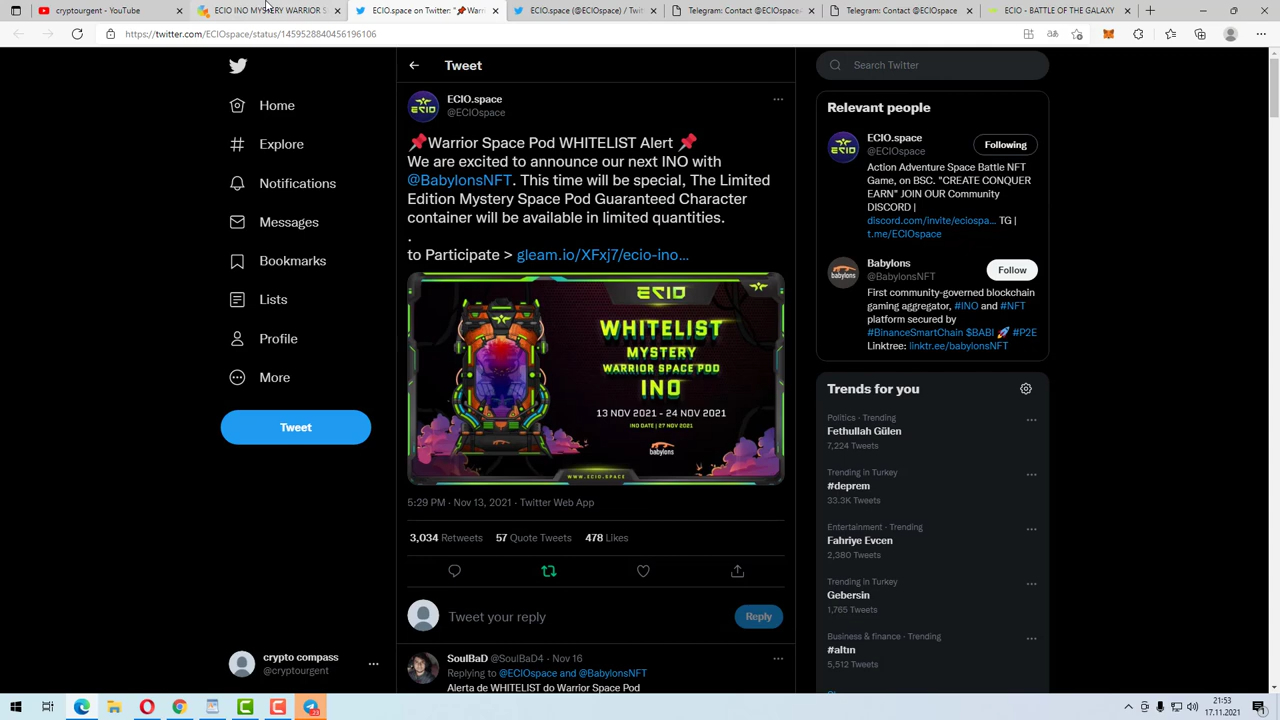 cryptourgent - YouTube
ECIO INO MYSTERY WARRIOR S
ECIO.space on Twitter: "📌Warr
ECIO.space (@ECIOspace) / Twit
Telegram: Contact @ECIOspace
Telegram: Contact @ECIOspace
ECIO - BATTLE OF THE GALAXY
https://twitter.com/ECIOspace/status/1459528840456196106
Home
Explore
Notifications
Messages
Bookmarks
Lists
Profile
More
Tweet
crypto compass
@cryptourgent
Tweet
ECIO.space
@ECIOspace
📌Warrior Space Pod WHITELIST Alert 📌
We are excited to announce our next INO with
@BabylonsNFT. This time will be special, The Limited
Edition Mystery Space Pod Guaranteed Character
container will be available in limited quantities.
.
to Participate > gleam.io/XFxj7/ecio-ino…
ECIO
WHITELIST
MYSTERY
WARRIOR SPACE POD
INO
13 NOV 2021 - 24 NOV 2021
INO DATE | 27 NOV 2021
babylons
WWW.ECIO.SPACE
5:29 PM · Nov 13, 2021 · Twitter Web App
3,034 Retweets 57 Quote Tweets 478 Likes
Tweet your reply
Reply
SoulBaD @SoulBaD4 · Nov 16
Replying to @ECIOspace and @BabylonsNFT
Alerta de WHITELIST do Warrior Space Pod
Search Twitter
Relevant people
ECIO.space
@ECIOspace
Following
Action Adventure Space Battle NFT
Game, on BSC. "CREATE CONQUER
EARN" JOIN OUR Community
DISCORD |
discord.com/invite/eciospa… TG |
t.me/ECIOspace
Babylons
@BabylonsNFT
Follow
First community-governed blockchain
gaming aggregator, #INO and #NFT
platform secured by
#BinanceSmartChain $BABI 🚀 #P2E
Linktree: linktr.ee/babylonsNFT
Trends for you
Politics · Trending
Fethullah Gülen
7,224 Tweets
Trending in Turkey
#deprem
33.3K Tweets
Entertainment · Trending
Fahriye Evcen
2,380 Tweets
Trending in Turkey
Gebersin
1,765 Tweets
Business & finance · Trending
#altın
5,512 Tweets
21:53
17.11.2021